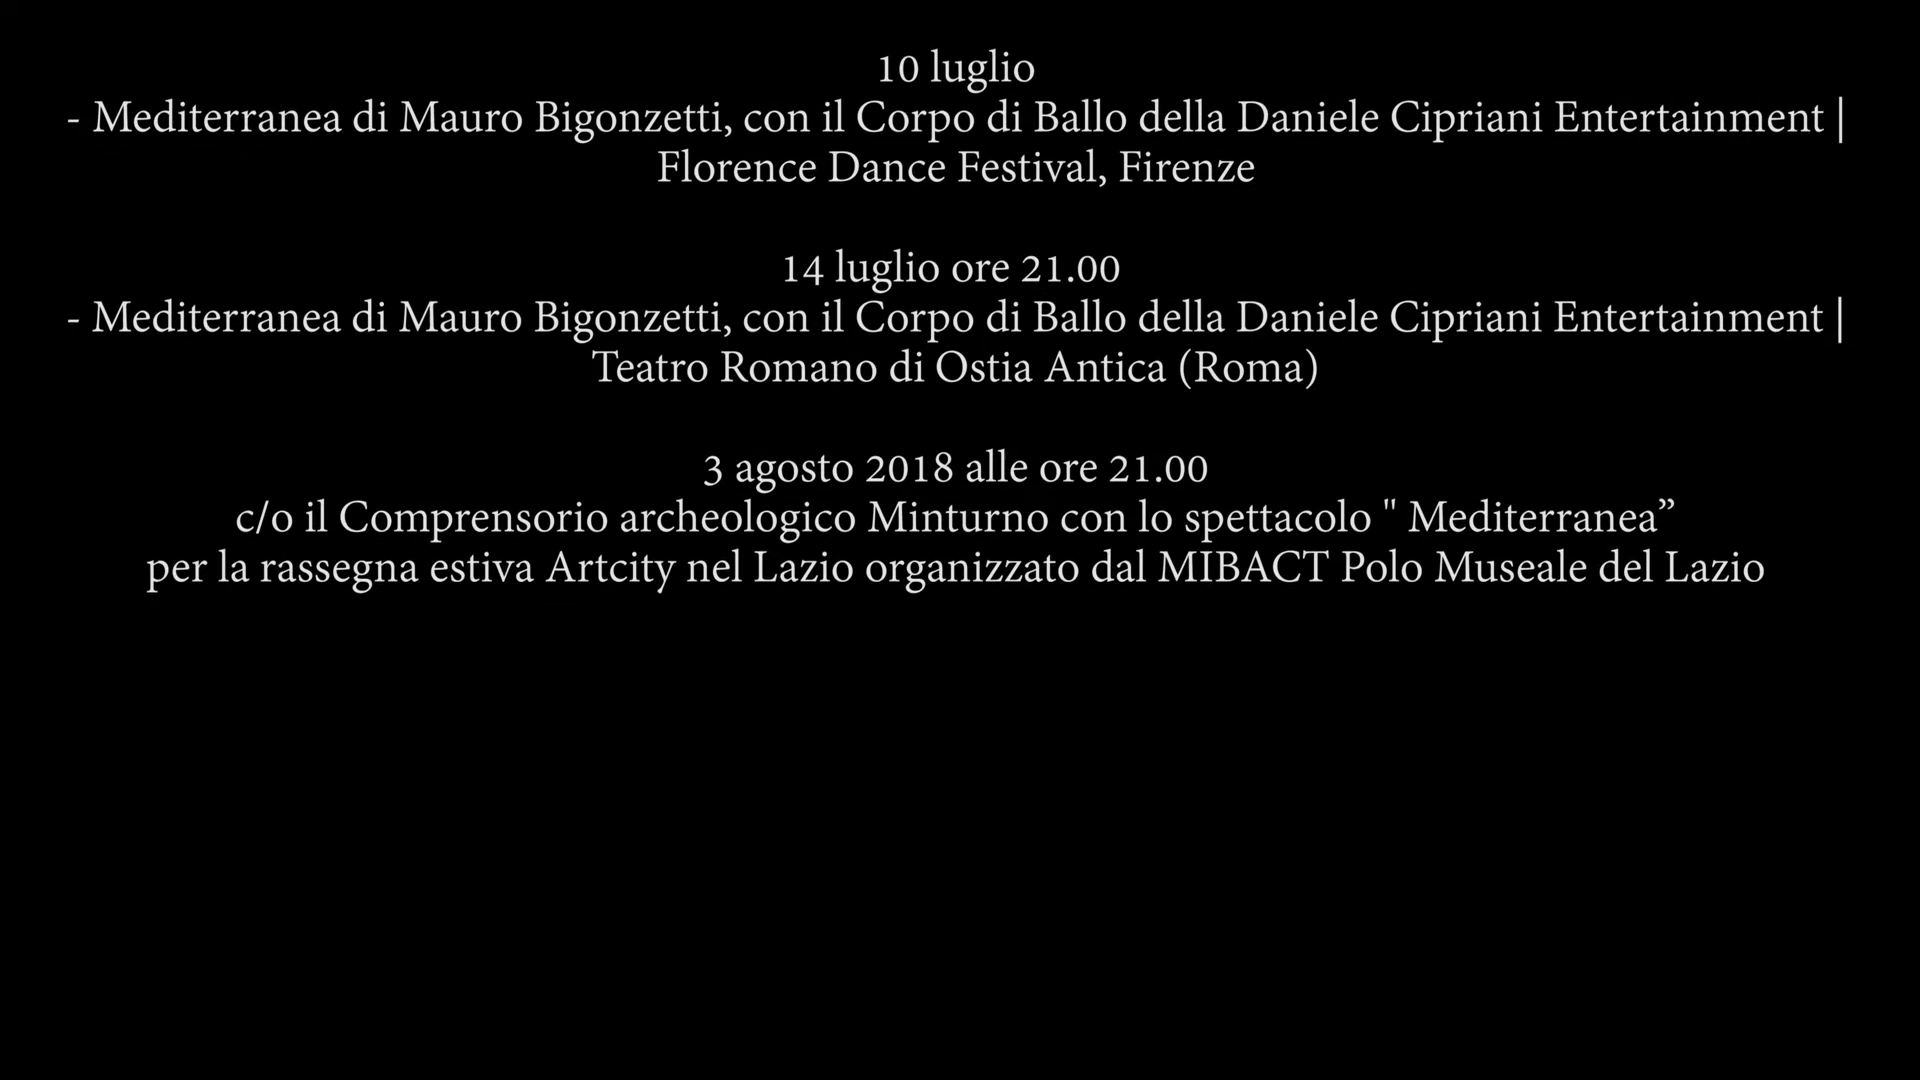 10 luglio
- Mediterranea di Mauro Bigonzetti, con il Corpo di Ballo della Daniele Cipriani Entertainment |
Florence Dance Festival, Firenze
14 luglio ore 21.00
- Mediterranea di Mauro Bigonzetti, con il Corpo di Ballo della Daniele Cipriani Entertainment |
Teatro Romano di Ostia Antica (Roma)
3 agosto 2018 alle ore 21.00
c/o il Comprensorio archeologico Minturno con lo spettacolo " Mediterranea”
per la rassegna estiva Artcity nel Lazio organizzato dal MIBACT Polo Museale del Lazio